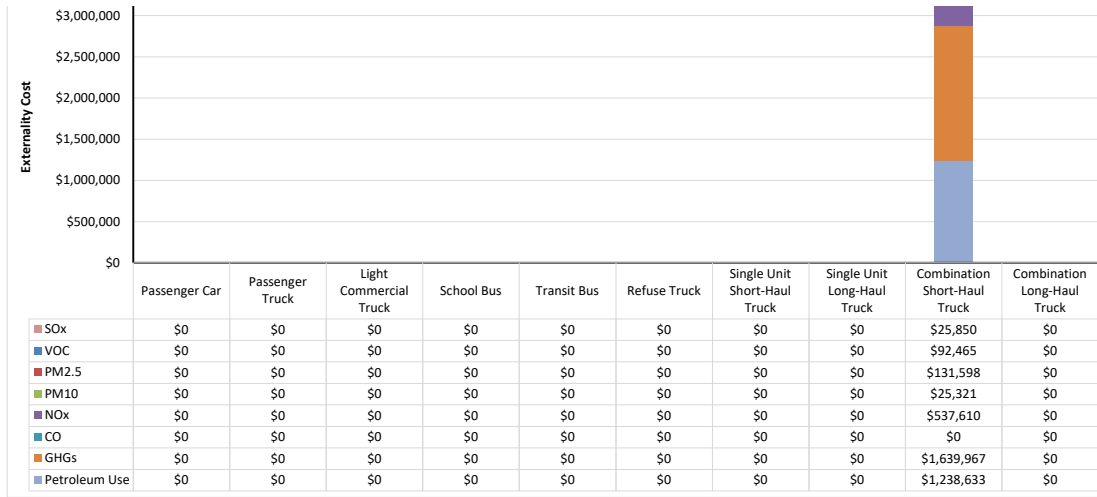 $3,000,000
$2,500,000
$2,000,000
$1,500,000
$1,000,000
$500,000
$0
Externality Cost
Passenger Car
Passenger
Truck
Light
Commercial
Truck
School Bus
Transit Bus
Refuse Truck
Single Unit
Short-Haul
Truck
Single Unit
Long-Haul
Truck
Combination
Short-Haul
Truck
Combination
Long-Haul
Truck
SOx $0 $0 $0 $0 $0 $0 $0 $0 $25,850 $0
VOC $0 $0 $0 $0 $0 $0 $0 $0 $92,465 $0
PM2.5 $0 $0 $0 $0 $0 $0 $0 $0 $131,598 $0
PM10 $0 $0 $0 $0 $0 $0 $0 $0 $25,321 $0
NOx $0 $0 $0 $0 $0 $0 $0 $0 $537,610 $0
CO $0 $0 $0 $0 $0 $0 $0 $0 $0 $0
GHGs $0 $0 $0 $0 $0 $0 $0 $0 $1,639,967 $0
Petroleum Use $0 $0 $0 $0 $0 $0 $0 $0 $1,238,633 $0